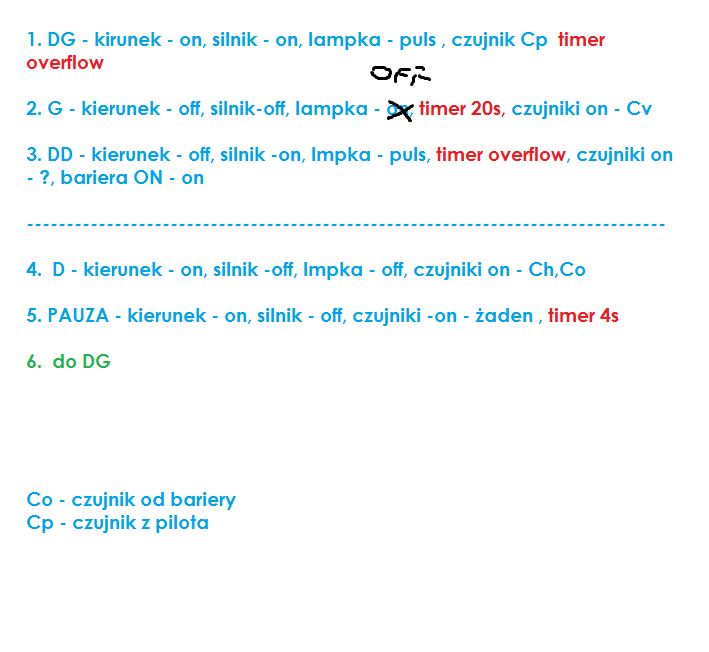 1. DG - kirunek - on, silnik - on, lampka - puls , czujnik Cp timer
overflow
OFF
2. G - kierunek - off, silnik-off, lampka - on, timer 20s, czujniki on - Cv
3. DD - kierunek - off, silnik -on, lmpka - puls, timer overflow, czujniki on
- ?, bariera ON - on
--------------------------------------------------------------------------------
4. D - kierunek - on, silnik -off, lmpka - off, czujniki on - Ch,Co
5. PAUZA - kierunek - on, silnik - off, czujniki -on - żaden , timer 4s
6. do DG
Co - czujnik od bariery
Cp - czujnik z pilota